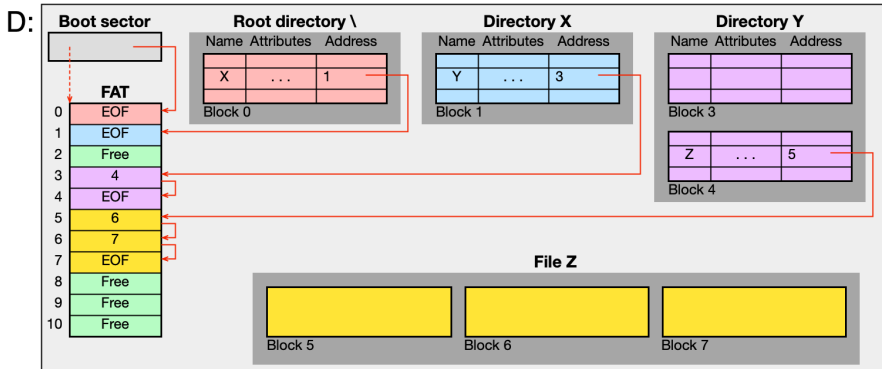 D:
Boot sector
Root directory \
Directory X
Directory Y
Name Attributes Address
Name Attributes Address
Name Attributes Address
X ... 1
Y ... 3
Block 0
Block 1
Block 3
Z ... 5
Block 4
FAT
0 EOF
1 EOF
2 Free
3 4
4 EOF
5 6
6 7
7 EOF
8 Free
9 Free
10 Free
File Z
Block 5
Block 6
Block 7